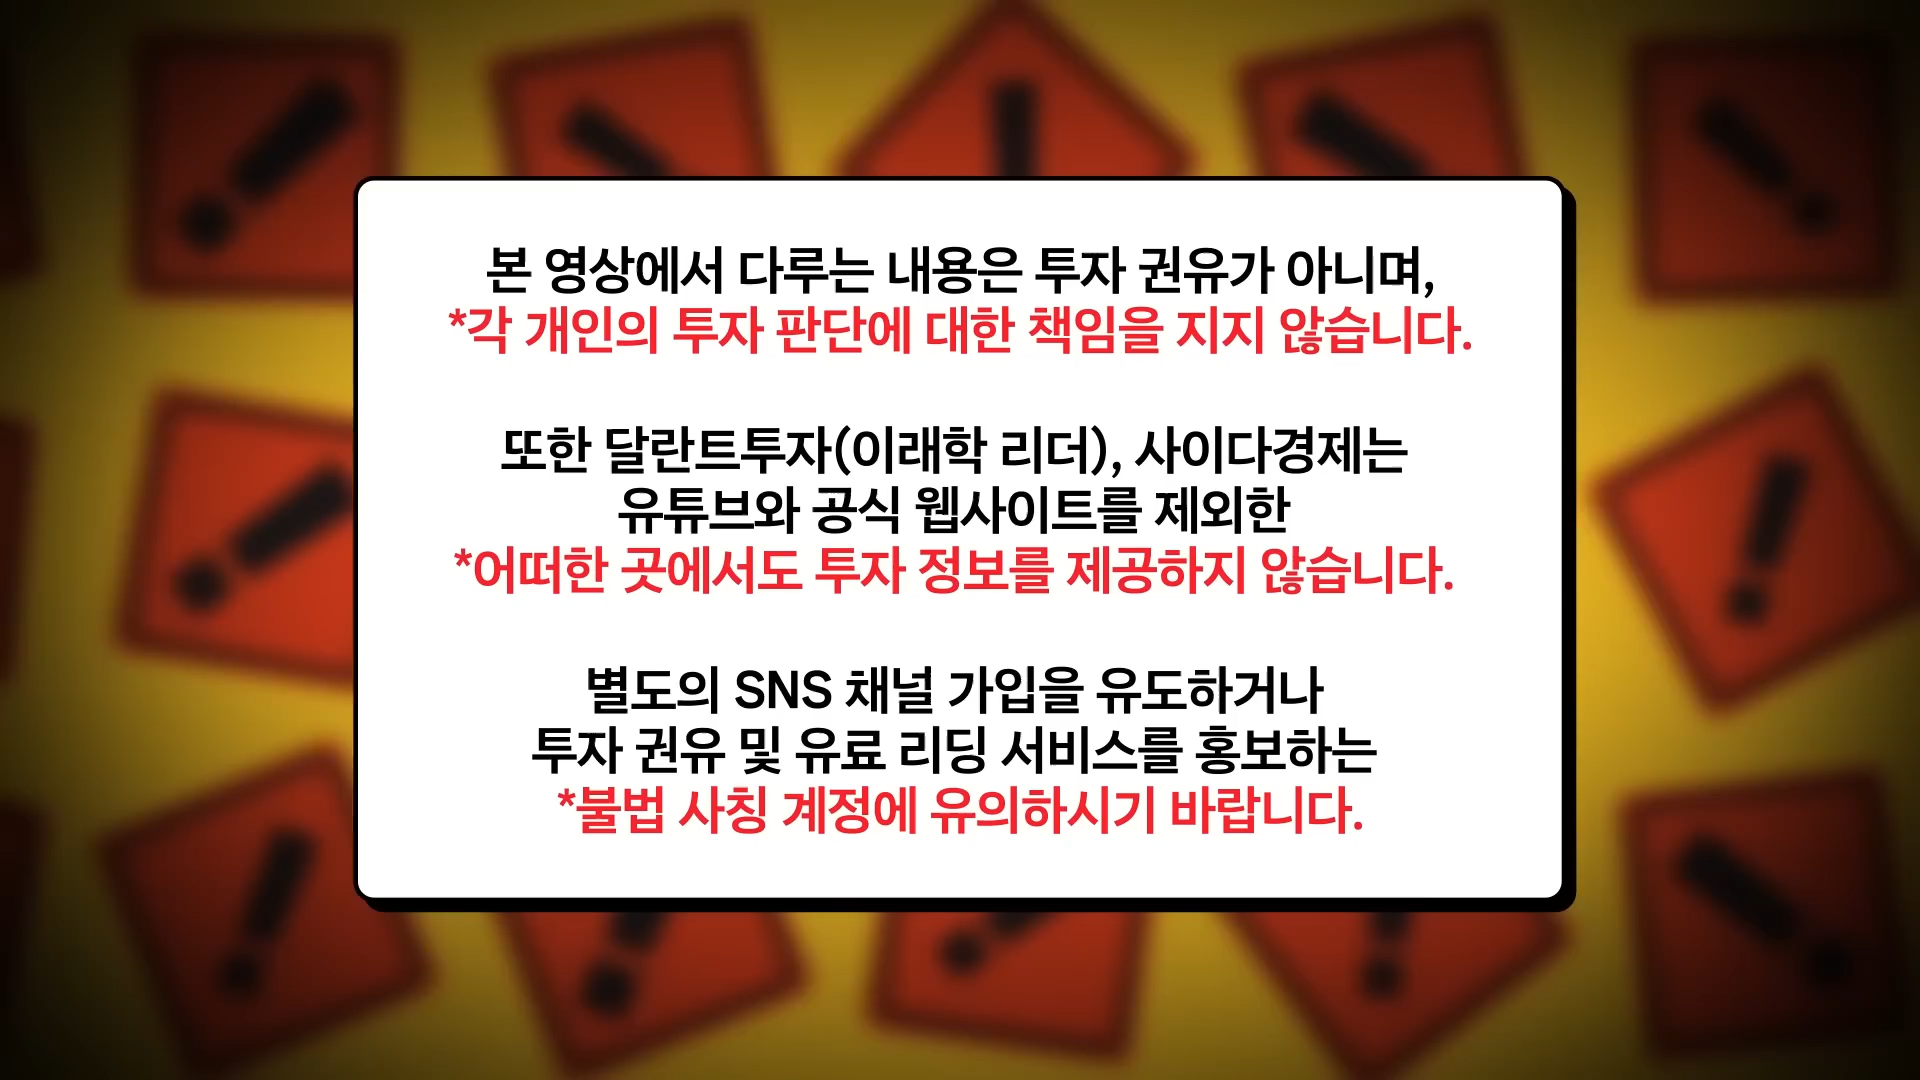 본 영상에서 다루는 내용은 투자 권유가 아니며,
*각 개인의 투자 판단에 대한 책임을 지지 않습니다.
또한 달란트투자(이래학 리더), 사이다경제는
유튜브와 공식 웹사이트를 제외한
*어떠한 곳에서도 투자 정보를 제공하지 않습니다.
별도의 SNS 채널 가입을 유도하거나
투자 권유 및 유료 리딩 서비스를 홍보하는
*불법 사칭 계정에 유의하시기 바랍니다.